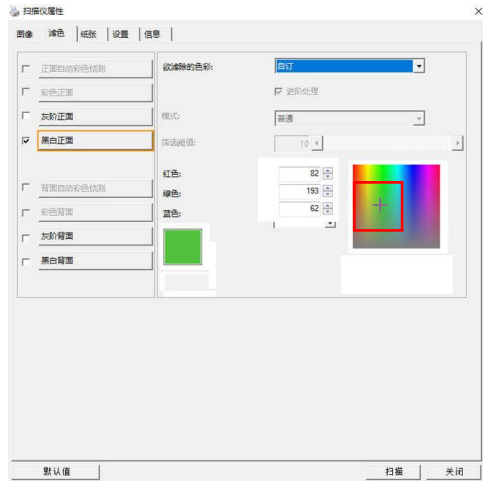 扫描仪属性
图像 滤色 纸张 设置 信息
正面自动彩色侦测
彩色正面
灰阶正面
黑白正面
背面自动彩色侦测
彩色背面
灰阶背面
黑白背面
欲滤除的色彩: 自订
进阶处理
模式: 普通
筛选阈值: 10
红色: 82
绿色: 193
蓝色: 62
默认值 扫描 关闭